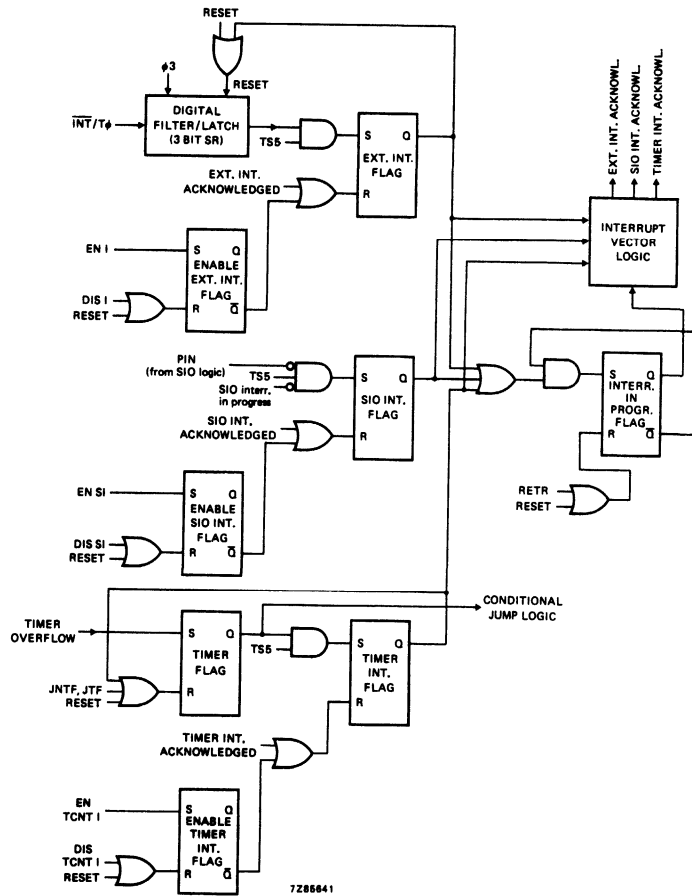 RESET
φ3
RESET
DIGITAL
FILTER/LATCH
(3 BIT SR)
INT/Tφ
TS5
S Q
EXT. INT.
FLAG
R
EXT. INT.
ACKNOWLEDGED
EXT. INT. ACKNOWL.
SIO INT. ACKNOWL.
TIMER INT. ACKNOWL.
INTERRUPT
VECTOR
LOGIC
EN I
S Q
ENABLE
EXT. INT.
FLAG
R Q
DIS I
RESET
PIN
(from SIO logic)
TS5
SIO interr.
in progress
S Q
SIO INT.
FLAG
R
SIO INT.
ACKNOWLEDGED
S Q
INTERR.
IN
PROGR.
FLAG
R Q
RETR
RESET
EN SI
S Q
ENABLE
SIO INT.
FLAG
R Q
DIS SI
RESET
CONDITIONAL
JUMP LOGIC
TIMER
OVERFLOW
S Q
TIMER
FLAG
R
TS5
S Q
TIMER
INT.
FLAG
R
JNTF, JTF
RESET
TIMER INT.
ACKNOWLEDGED
EN
TCNT I
S Q
ENABLE
TIMER
INT.
FLAG
R Q
DIS
TCNT I
RESET
7Z85641